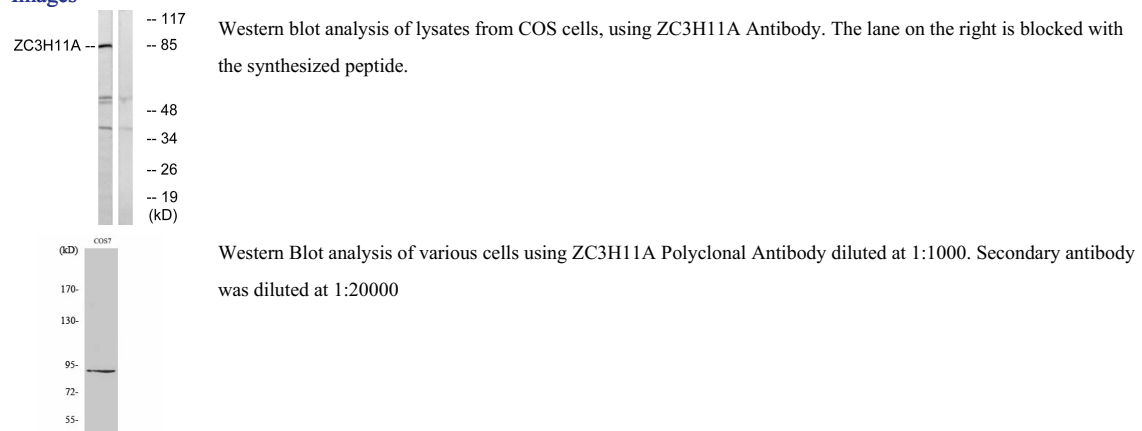 Images
-- 117
ZC3H11A -- -- 85
-- 48
-- 34
-- 26
-- 19
(kD)
Western blot analysis of lysates from COS cells, using ZC3H11A Antibody. The lane on the right is blocked with
the synthesized peptide.
COS7
(kD)
170-
130-
95-
72-
55-
Western Blot analysis of various cells using ZC3H11A Polyclonal Antibody diluted at 1:1000. Secondary antibody
was diluted at 1:20000